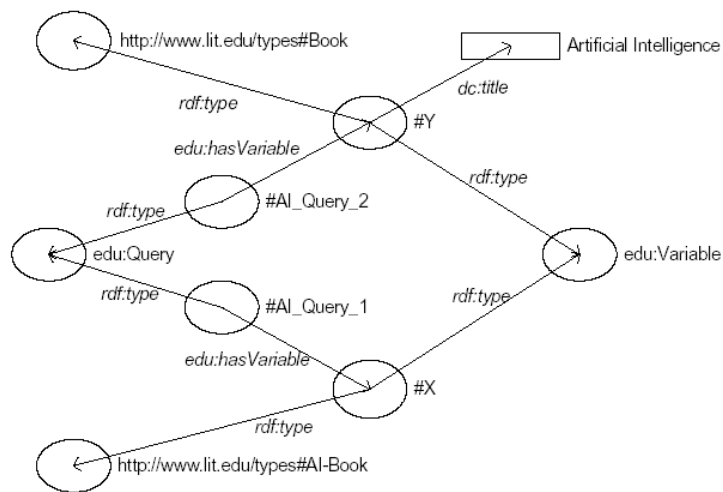 http://www.lit.edu/types#Book
Artificial Intelligence
rdf:type
dc:title
#Y
edu:hasVariable
rdf:type
rdf:type
#AI_Query_2
edu:Query
edu:Variable
rdf:type
rdf:type
#AI_Query_1
edu:hasVariable
#X
rdf:type
http://www.lit.edu/types#AI-Book